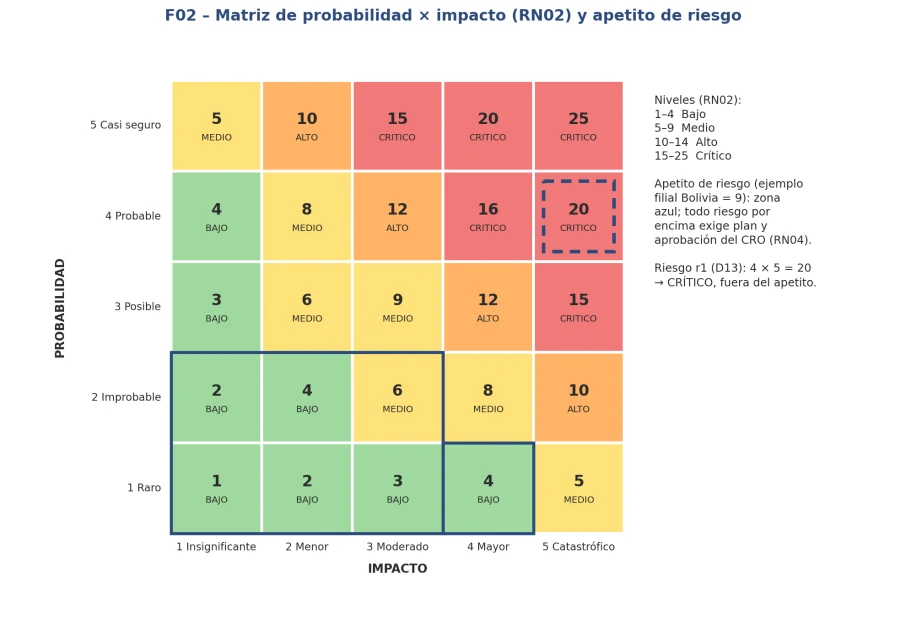 F02 – Matriz de probabilidad × impacto (RN02) y apetito de riesgo
PROBABILIDAD
5 Casi seguro
5
MEDIO
10
ALTO
15
CRITICO
20
CRITICO
25
CRITICO
4 Probable
4
BAJO
8
MEDIO
12
ALTO
16
CRITICO
20
CRITICO
3 Posible
3
BAJO
6
MEDIO
9
MEDIO
12
ALTO
15
CRITICO
2 Improbable
2
BAJO
4
BAJO
6
MEDIO
8
MEDIO
10
ALTO
1 Raro
1
BAJO
2
BAJO
3
BAJO
4
BAJO
5
MEDIO
1 Insignificante
2 Menor
3 Moderado
4 Mayor
5 Catastrófico
IMPACTO
Niveles (RN02):
1–4 Bajo
5–9 Medio
10–14 Alto
15–25 Crítico
Apetito de riesgo (ejemplo
filial Bolivia = 9): zona
azul; todo riesgo por
encima exige plan y
aprobación del CRO (RN04).
Riesgo r1 (D13): 4 × 5 = 20
→ CRÍTICO, fuera del apetito.